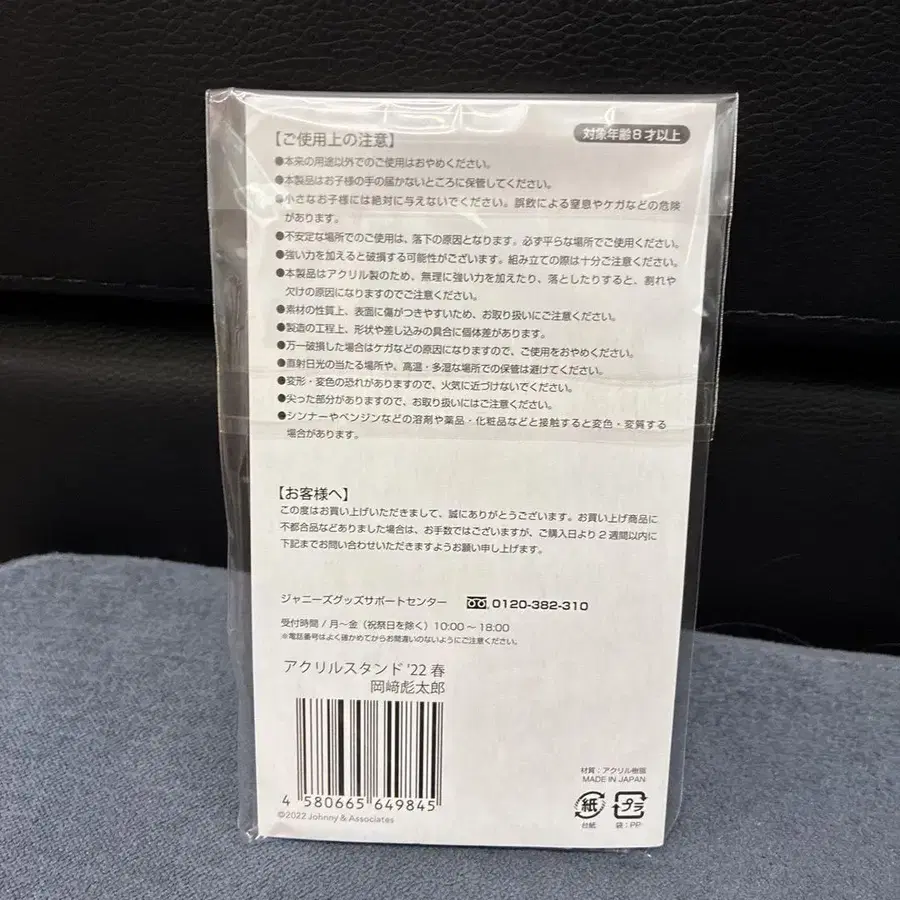 【ご使用上の注意】
対象年齢8才以上
●本来の用途以外でのご使用はおやめください。
●本製品はお子様の手の届かないところに保管してください。
●小さなお子様には絶対に与えないでください。誤飲による窒息やケガなどの危険
があります。
●不安定な場所でのご使用は、落下の原因となります。必ず平らな場所でご使用ください。
●強い力を加えると破損する可能性がございます。組み立ての際は十分ご注意ください。
●本製品はアクリル製のため、無理に強い力を加えたり、落としたりすると、割れや
欠けの原因になりますのでご注意ください。
●素材の性質上、表面に傷がつきやすいため、お取り扱いにご注意ください。
●製造の工程上、形状や差し込みの具合に個体差があります。
●万一破損した場合はケガなどの原因になりますので、ご使用をおやめください。
●直射日光の当たる場所や、高温・多湿な場所での保管は避けてください。
●変形・変色の恐れがありますので、火気に近づけないでください。
●尖った部分がありますので、お取り扱いにはご注意ください。
●シンナーやベンジンなどの溶剤や薬品・化粧品などと接触すると変色・変質する
場合があります。
【お客様へ】
この度はお買い上げいただきまして、誠にありがとうございます。お買い上げ商品に
不都合品などありました場合は、お手数ではございますが、ご購入日より2週間以内に
下記までお問い合わせいただきますようお願い申し上げます。
ジャニーズグッズサポートセンター 0120-382-310
受付時間 / 月～金（祝祭日を除く）10:00～18:00
※電話番号はよく確かめてからお間違いのないようにご注意ください。
アクリルスタンド '22 春
岡﨑彪太郎
4 580665 649845
©2022 Johnny & Associates
材質：アクリル樹脂
MADE IN JAPAN
紙 プラ
台紙 袋：PP